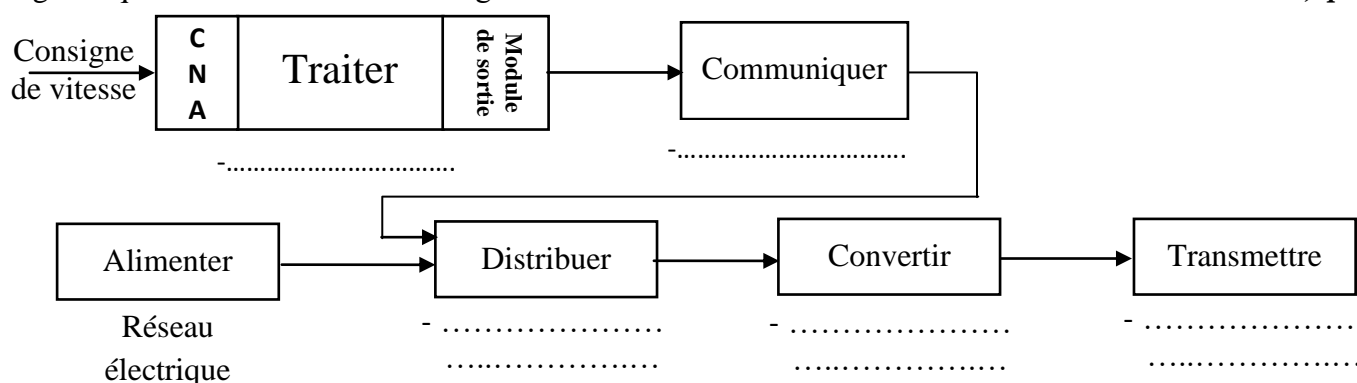 Consigne
de vitesse
C
N
A
Traiter
Module
de sortie
Communiquer
-..................................
-..................................
Alimenter
Distribuer
Convertir
Transmettre
Réseau
électrique
- .....................
.....................
- .....................
.....................
- .....................
.....................